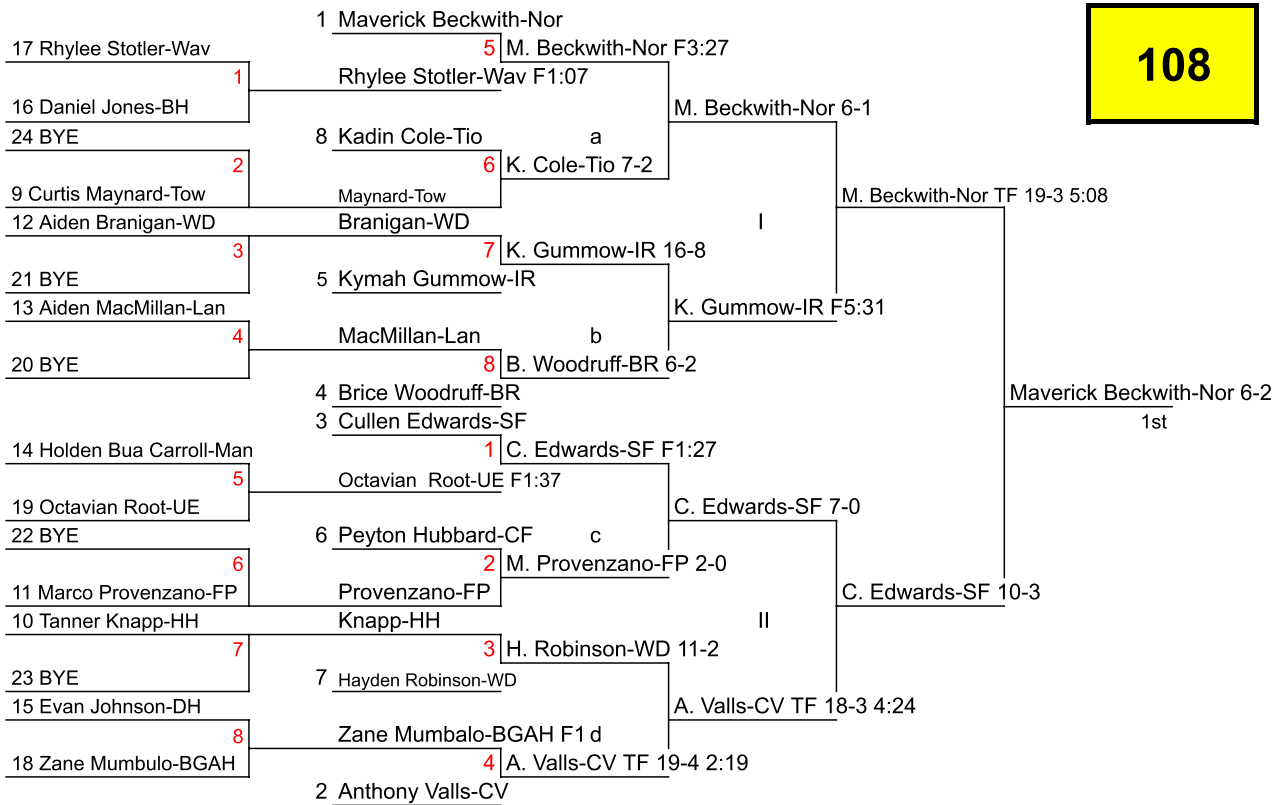 1 Maverick Beckwith-Nor
17 Rhylee Stotler-Wav
5 M. Beckwith-Nor F3:27
108
1 Rhylee Stotler-Wav F1:07
16 Daniel Jones-BH
M. Beckwith-Nor 6-1
24 BYE
8 Kadin Cole-Tio a
2
6 K. Cole-Tio 7-2
9 Curtis Maynard-Tow
Maynard-Tow
M. Beckwith-Nor TF 19-3 5:08
12 Aiden Branigan-WD
Branigan-WD
I
3
7 K. Gummow-IR 16-8
21 BYE
5 Kymah Gummow-IR
13 Aiden MacMillan-Lan
K. Gummow-IR F5:31
4 MacMillan-Lan b
20 BYE
8 B. Woodruff-BR 6-2
4 Brice Woodruff-BR
Maverick Beckwith-Nor 6-2
3 Cullen Edwards-SF
1st
14 Holden Bua Carroll-Man
1 C. Edwards-SF F1:27
5 Octavian Root-UE F1:37
19 Octavian Root-UE
C. Edwards-SF 7-0
22 BYE
6 Peyton Hubbard-CF c
6
2 M. Provenzano-FP 2-0
11 Marco Provenzano-FP
Provenzano-FP
C. Edwards-SF 10-3
10 Tanner Knapp-HH
Knapp-HH
II
7
3 H. Robinson-WD 11-2
23 BYE
7 Hayden Robinson-WD
15 Evan Johnson-DH
A. Valls-CV TF 18-3 4:24
8 Zane Mumbalo-BGAH F1 d
18 Zane Mumbulo-BGAH
4 A. Valls-CV TF 19-4 2:19
2 Anthony Valls-CV